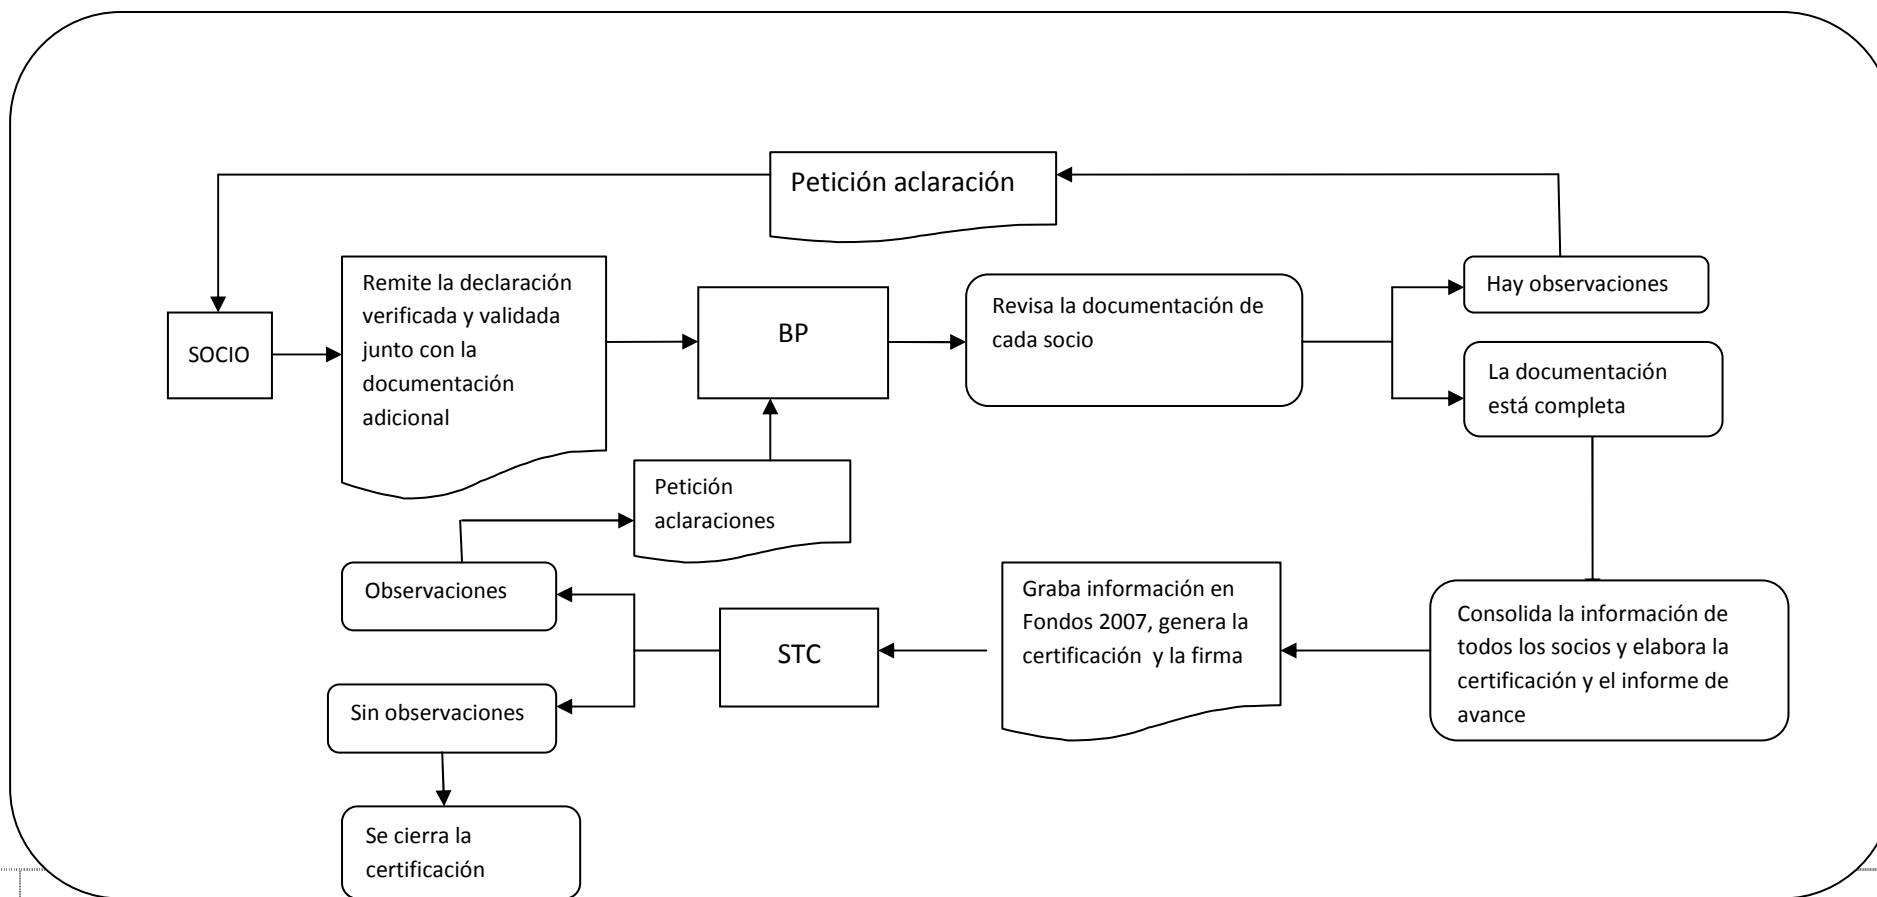 Petición aclaración
SOCIO
Remite la declaración
verificada y validada
junto con la
documentación
adicional
BP
Revisa la documentación de
cada socio
Hay observaciones
La documentación
está completa
Petición
aclaraciones
Observaciones
STC
Graba información en
Fondos 2007, genera la
certificación y la firma
Consolida la información de
todos los socios y elabora la
certificación y el informe de
avance
Sin observaciones
Se cierra la
certificación